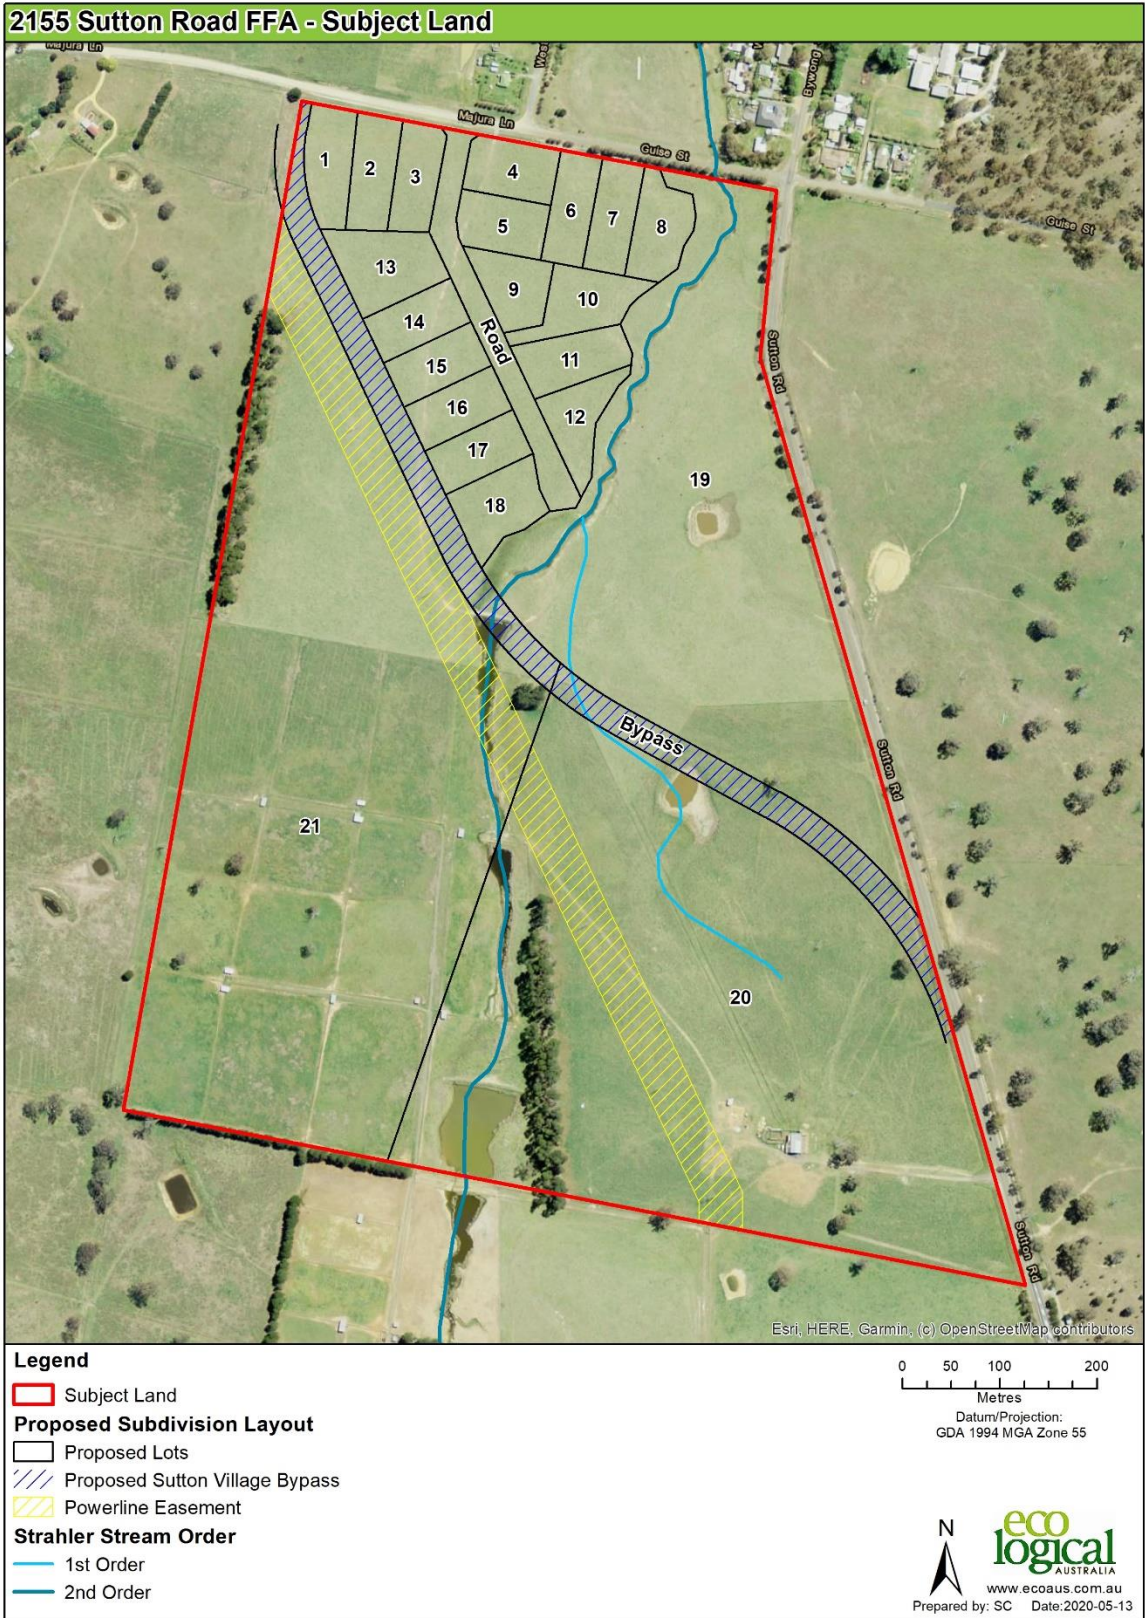 2155 Sutton Road FFA - Subject Land
Majura Ln
Bywong
Majura Ln
Guise St
Guise St
1
2
3
4
5
6
7
8
9
10
11
12
13
14
15
16
17
18
Road
Sutton Rd
19
Bypass
Sutton Rd
21
20
Sutton Rd
Esri, HERE, Garmin, (c) OpenStreetMap contributors
Legend
Subject Land
Proposed Subdivision Layout
Proposed Lots
Proposed Sutton Village Bypass
Powerline Easement
Strahler Stream Order
1st Order
2nd Order
0 50 100 200
Metres
Datum/Projection:
GDA 1994 MGA Zone 55
N
eco
logical
AUSTRALIA
www.ecoaus.com.au
Prepared by: SC Date:2020-05-13